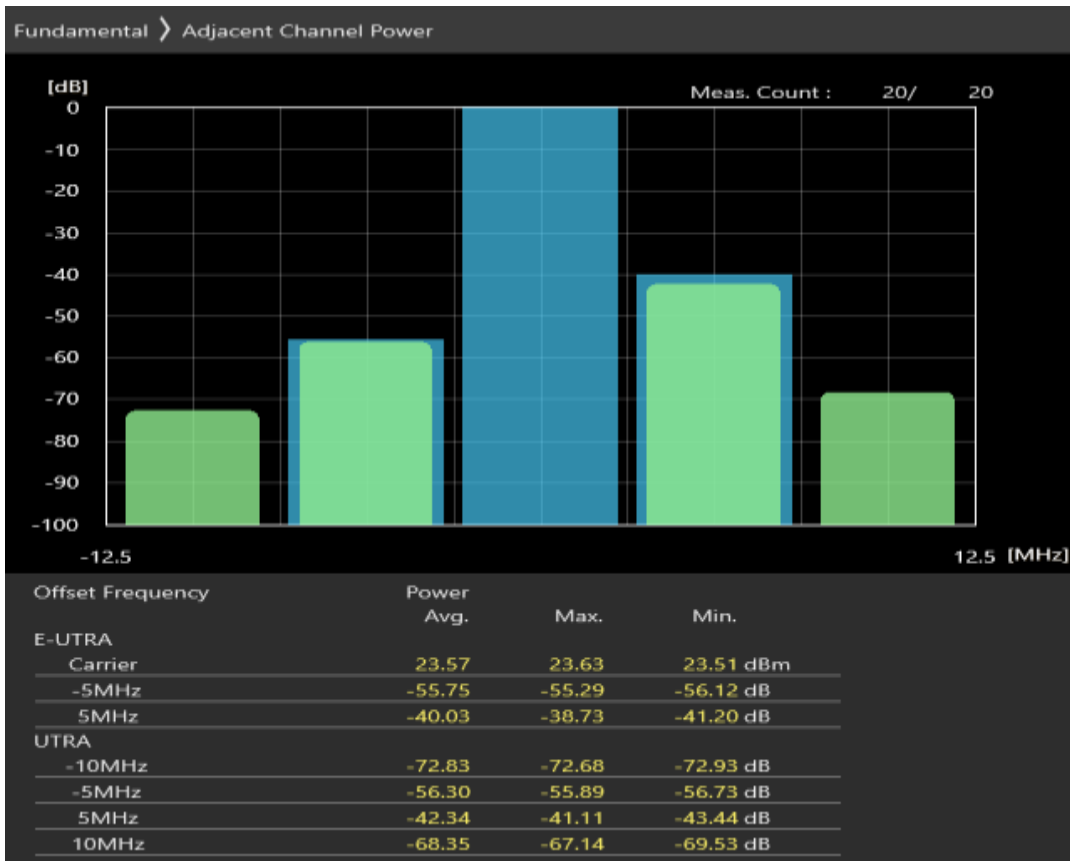 Fundamental ❭ Adjacent Channel Power
[dB]
Meas. Count : 20/ 20
0
-10
-20
-30
-40
-50
-60
-70
-80
-90
-100
-12.5 12.5 [MHz]
Offset Frequency Power
Avg. Max. Min.
E-UTRA
Carrier 23.57 23.63 23.51 dBm
-5MHz -55.75 -55.29 -56.12 dB
5MHz -40.03 -38.73 -41.20 dB
UTRA
-10MHz -72.83 -72.68 -72.93 dB
-5MHz -56.30 -55.89 -56.73 dB
5MHz -42.34 -41.11 -43.44 dB
10MHz -68.35 -67.14 -69.53 dB